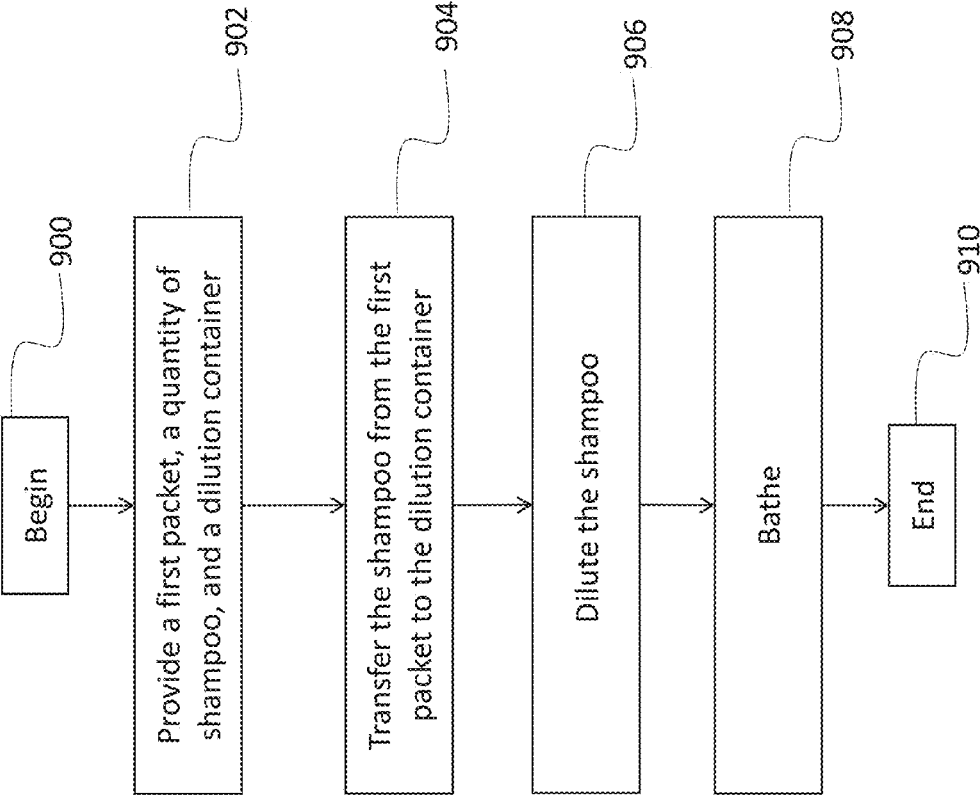 Begin
900
Provide a first packet, a quantity of
shampoo, and a dilution container
902
Transfer the shampoo from the first
packet to the dilution container
904
Dilute the shampoo
906
Bathe
908
End
910